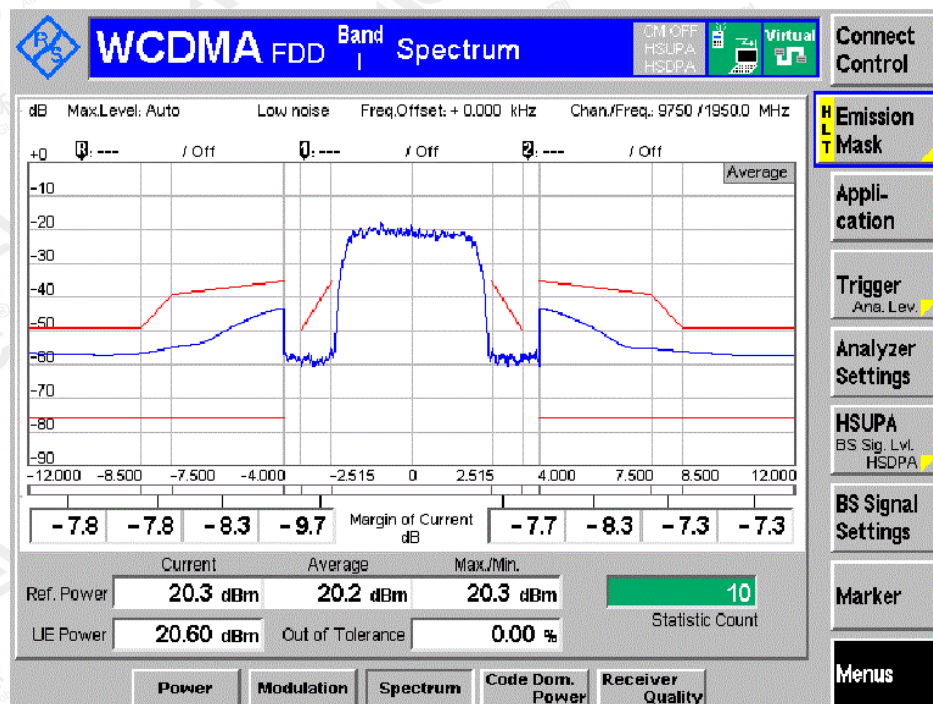 R&S
WCDMA FDD Band I Spectrum
CM OFF
HSUPA
HSDPA
Virtual
Connect
Control
dB Max.Level: Auto Low noise Freq.Offset: + 0.000 kHz Chan./Freq.: 9750 / 1950.0 MHz
HLT
Emission
Mask
R: --- / Off 1: --- / Off 2: --- / Off
+0
Average
-10
-20
-30
-40
-50
-60
-70
-80
-90
-12.000 -8.500 -7.500 -4.000 -2.515 0 2.515 4.000 7.500 8.500 12.000
Appli-
cation
Trigger
Ana. Lev.
Analyzer
Settings
HSUPA
BS Sig. Lvl.
HSDPA
-7.8 -7.8 -8.3 -9.7 Margin of Current dB -7.7 -8.3 -7.3 -7.3
BS Signal
Settings
Current Average Max./Min.
Ref. Power 20.3 dBm 20.2 dBm 20.3 dBm 10
Statistic Count
UE Power 20.60 dBm Out of Tolerance 0.00 %
Marker
Menus
Power Modulation Spectrum Code Dom. Power Receiver Quality